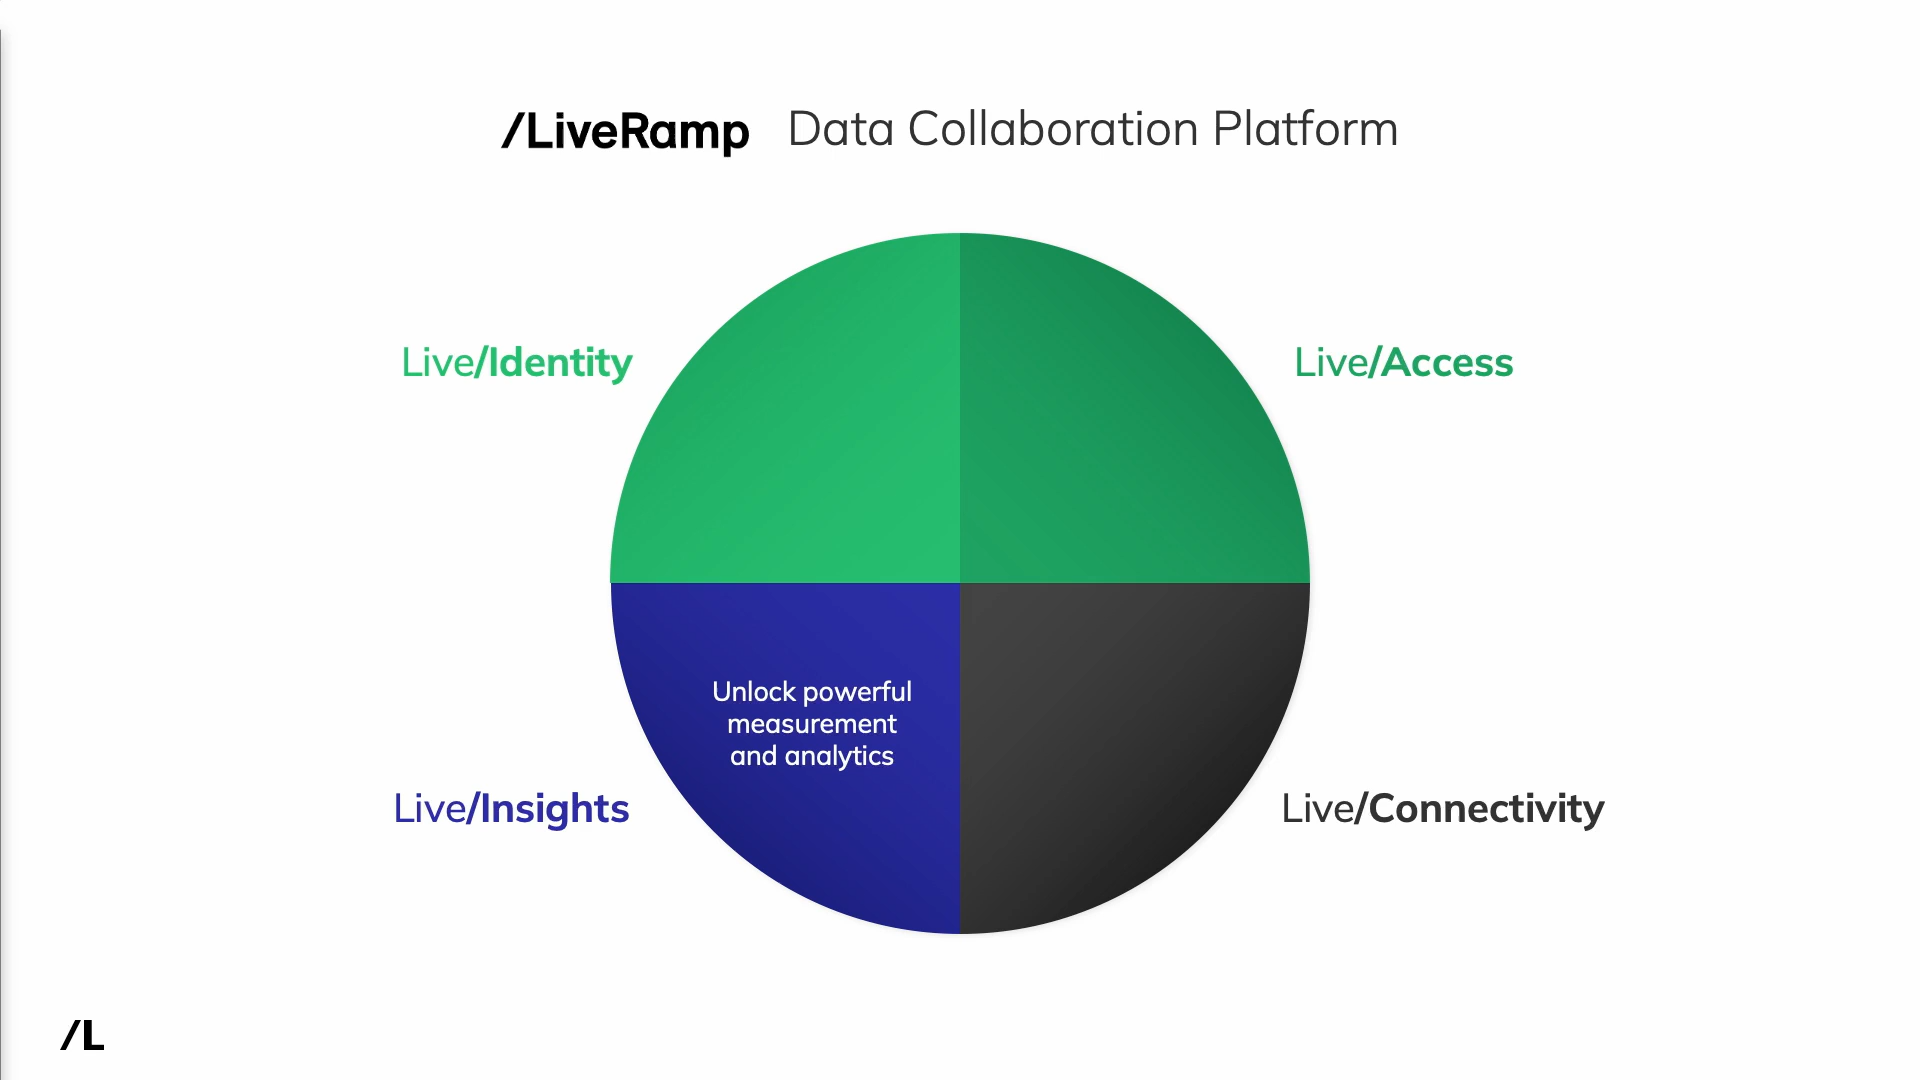 /LiveRamp Data Collaboration Platform
Live/Identity
Live/Access
Unlock powerful
measurement
and analytics
Live/Insights
Live/Connectivity
/L